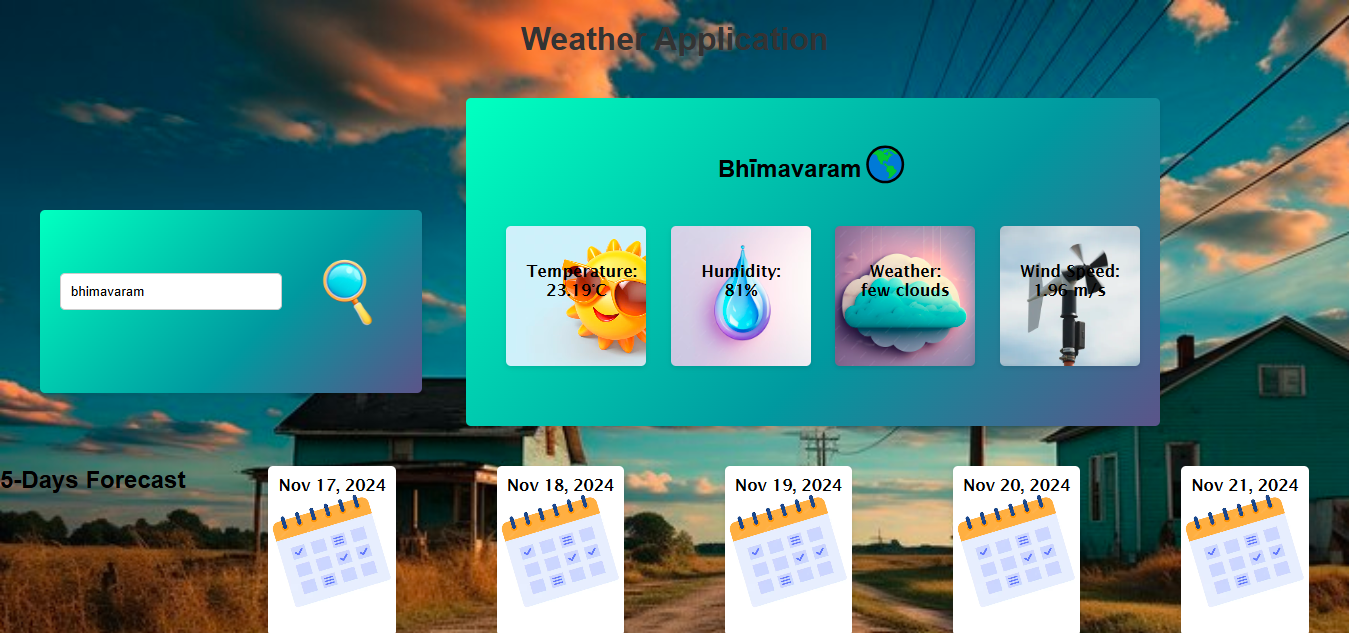 Weather Application
Bhīmavaram
bhimavaram
Temperature:
23.19°C
Humidity:
81%
Weather:
few clouds
Wind Speed:
1.96 m/s
5-Days Forecast
Nov 17, 2024
Nov 18, 2024
Nov 19, 2024
Nov 20, 2024
Nov 21, 2024